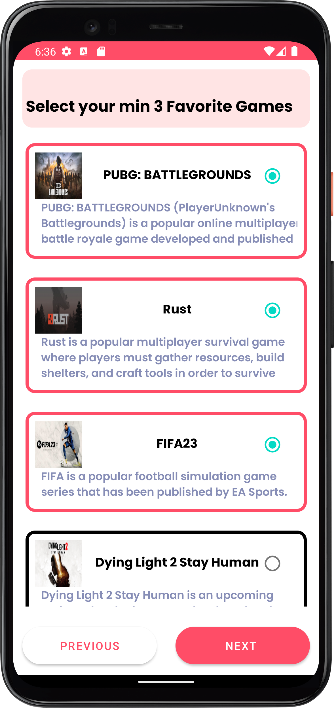 6:36
Select your min 3 Favorite Games
PUBG: BATTLEGROUNDS
PUBG: BATTLEGROUNDS (PlayerUnknown's
Battlegrounds) is a popular online multiplayer
battle royale game developed and published
Rust
RUST
Rust is a popular multiplayer survival game
where players must gather resources, build
shelters, and craft tools in order to survive
FIFA23
FIFA is a popular football simulation game
series that has been published by EA Sports.
Dying Light 2 Stay Human
Dying Light 2 Stay Human is an upcoming
PREVIOUS
NEXT